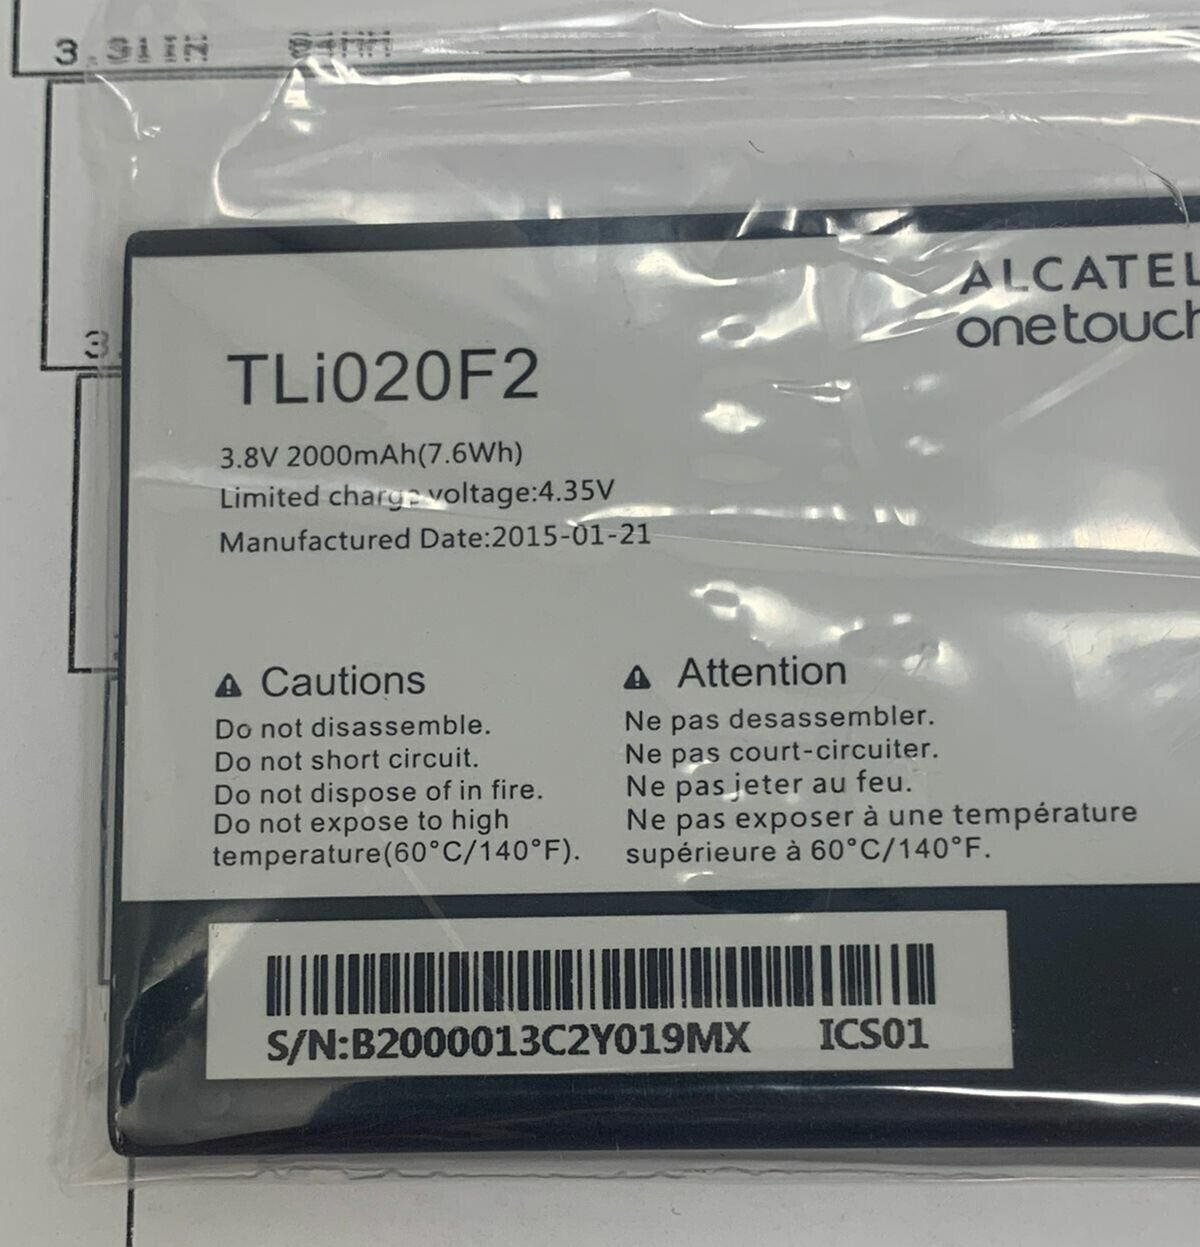 ALCATEL
onetouch
TLi020F2
3.8V 2000mAh(7.6Wh)
Limited charge voltage:4.35V
Manufactured Date:2015-01-21
Cautions
Do not disassemble.
Do not short circuit.
Do not dispose of in fire.
Do not expose to high
temperature(60°C/140°F).
Attention
Ne pas desassembler.
Ne pas court-circuiter.
Ne pas jeter au feu.
Ne pas exposer à une température
supérieure à 60°C/140°F.
S/N:B2000013C2Y019MX ICS01